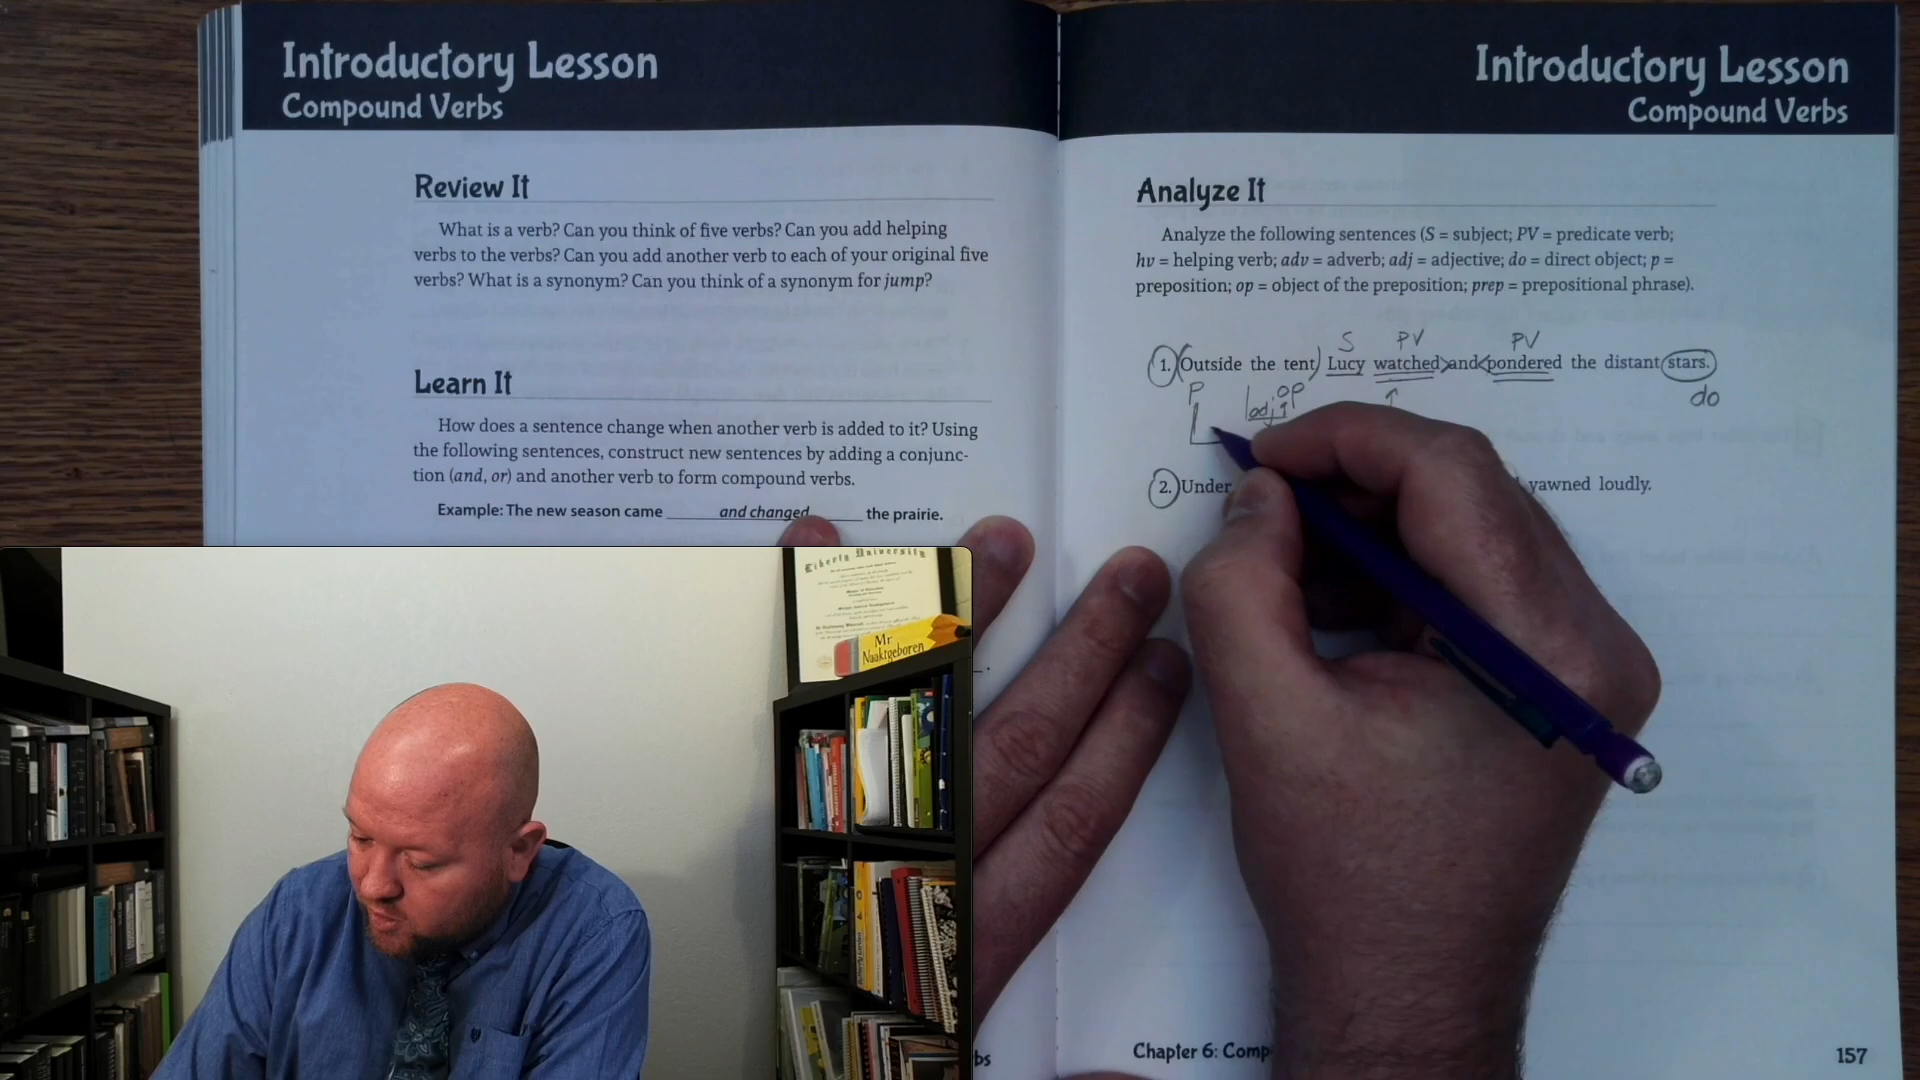 Introductory Lesson
Compound Verbs
Review It
What is a verb? Can you think of five verbs? Can you add helping
verbs to the verbs? Can you add another verb to each of your original five
verbs? What is a synonym? Can you think of a synonym for jump?
Learn It
How does a sentence change when another verb is added to it? Using
the following sentences, construct new sentences by adding a conjunc-
tion (and, or) and another verb to form compound verbs.
Example: The new season came and changed the prairie.
Introductory Lesson
Compound Verbs
Analyze It
Analyze the following sentences (S = subject; PV = predicate verb;
hv = helping verb; adv = adverb; adj = adjective; do = direct object; p =
preposition; op = object of the preposition; prep = prepositional phrase).
S PV PV
1. (Outside the tent) Lucy watched and pondered the distant stars.
P adj op do
2. Under yawned loudly.
Chapter 6: Comp
157
Liberty University
Mr
Naaktgeboren